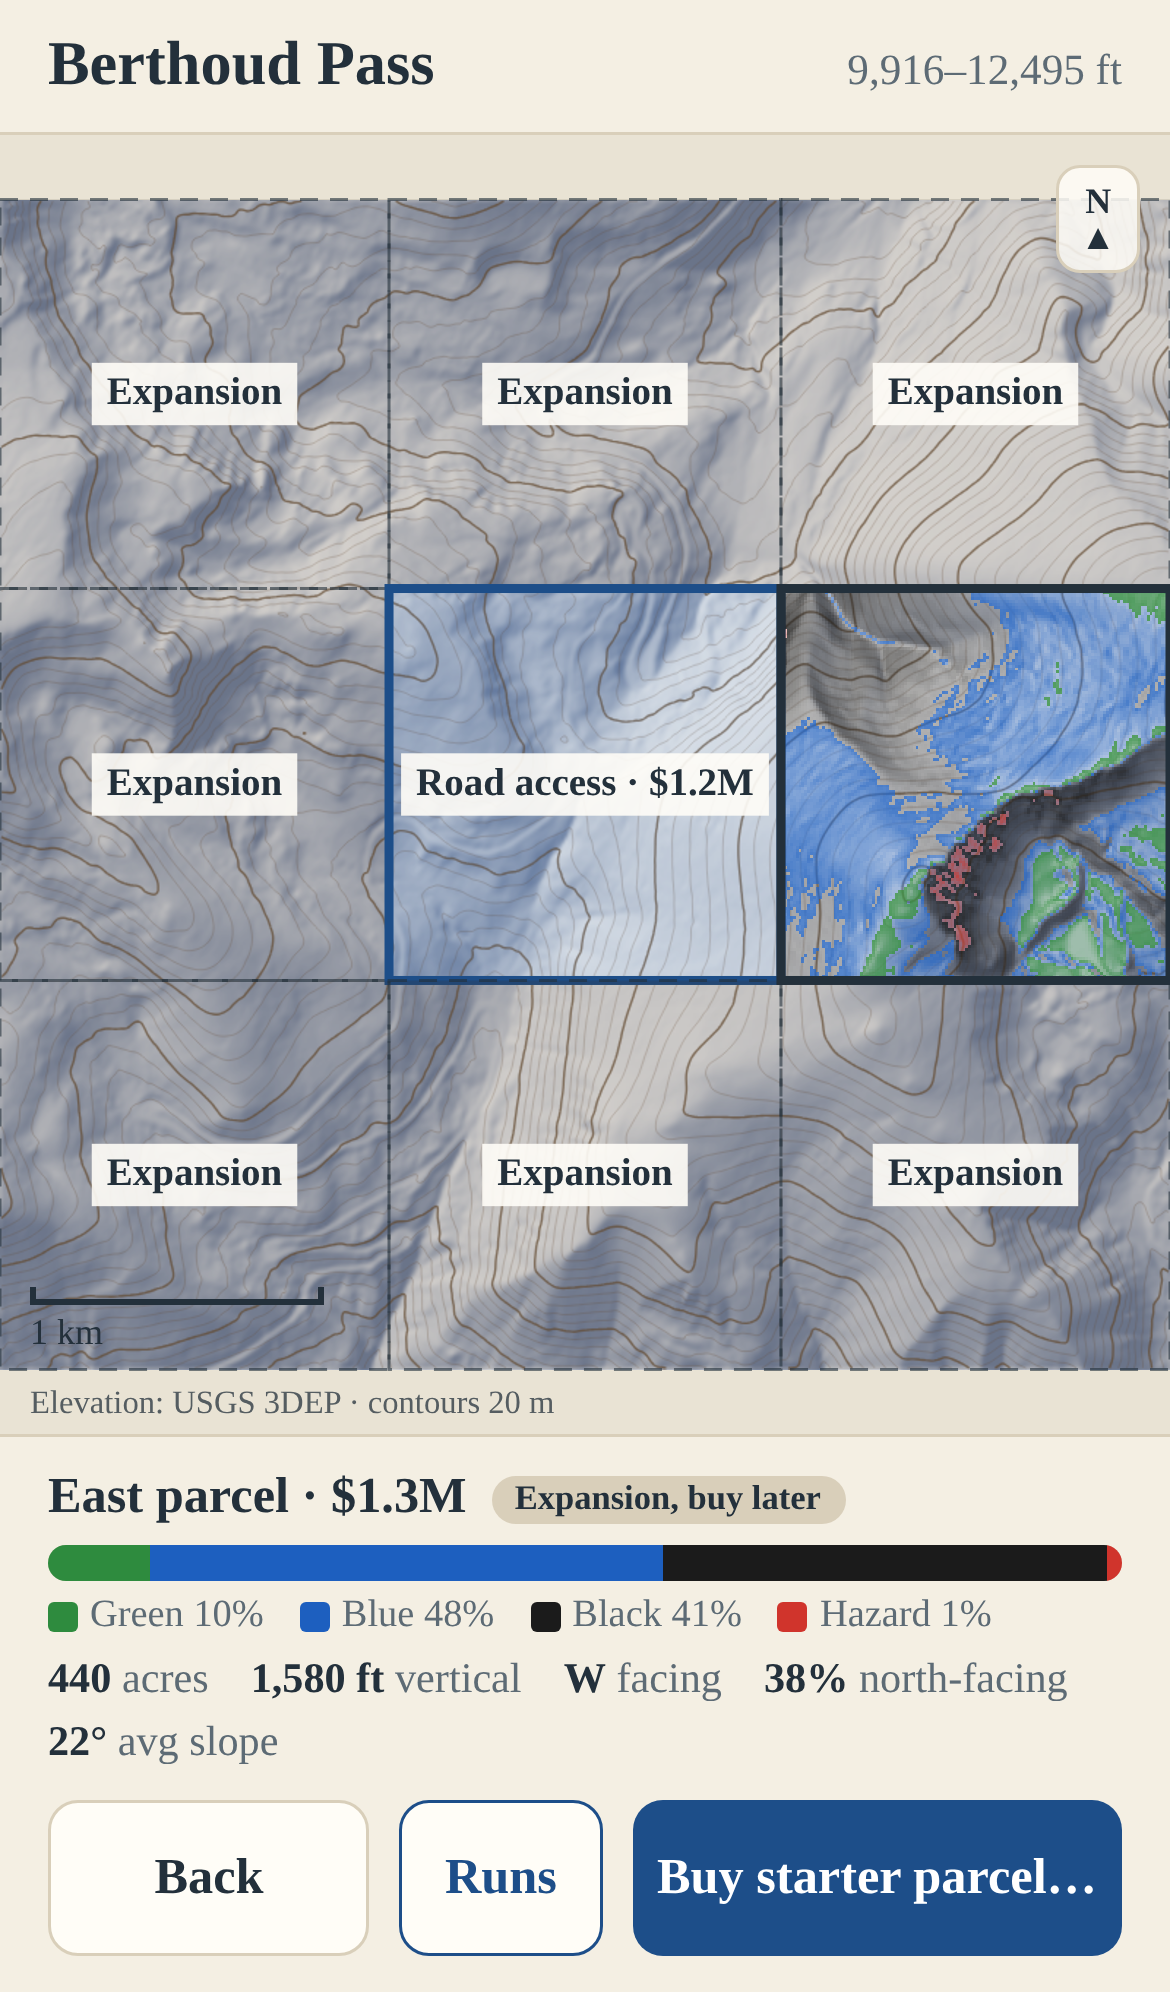 Berthoud Pass
9,916–12,495 ft
N
Expansion
Expansion
Expansion
Expansion
Road access · $1.2M
Expansion
Expansion
Expansion
1 km
Elevation: USGS 3DEP · contours 20 m
East parcel · $1.3M
Expansion, buy later
Green 10%
Blue 48%
Black 41%
Hazard 1%
440 acres
1,580 ft vertical
W facing
38% north-facing
22° avg slope
Back
Runs
Buy starter parcel…